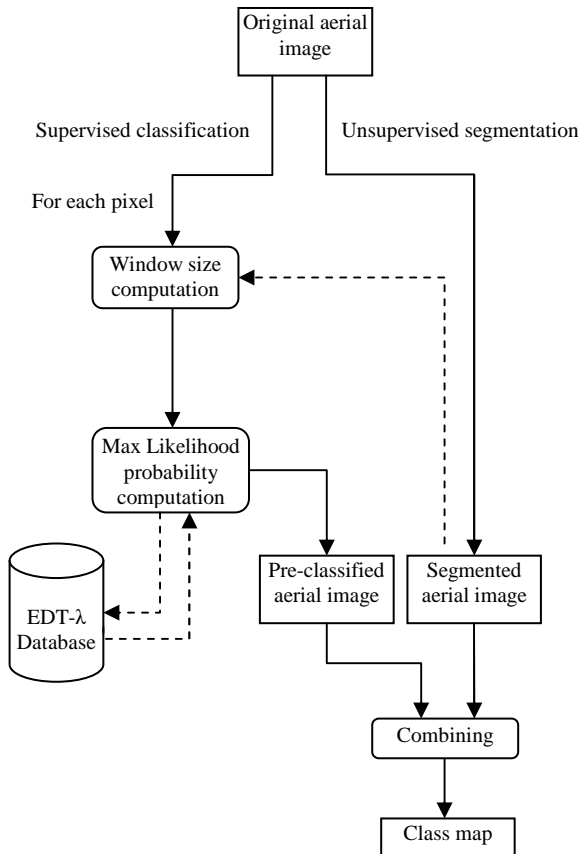 Original aerial
image
Supervised classification
Unsupervised segmentation
For each pixel
Window size
computation
Max Likelihood
probability
computation
EDT-λ
Database
Pre-classified
aerial image
Segmented
aerial image
Combining
Class map